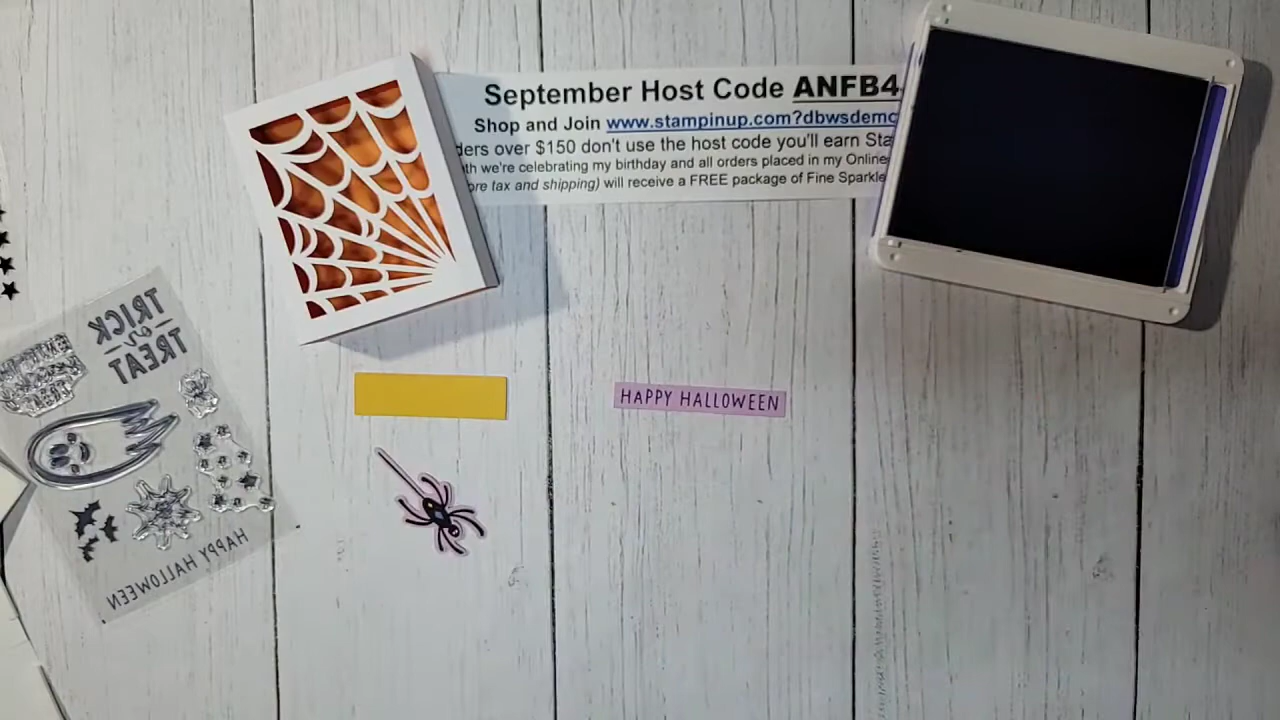 September Host Code ANFB4
Shop and Join www.stampinup.com?dbwsdemo
ders over $150 don't use the host code you'll earn Sta
th we're celebrating my birthday and all orders placed in my Online
ore tax and shipping) will receive a FREE package of Fine Sparkle
TRICK
or
TREAT
HAPPY HALLOWEEN
HAPPY HALLOWEEN